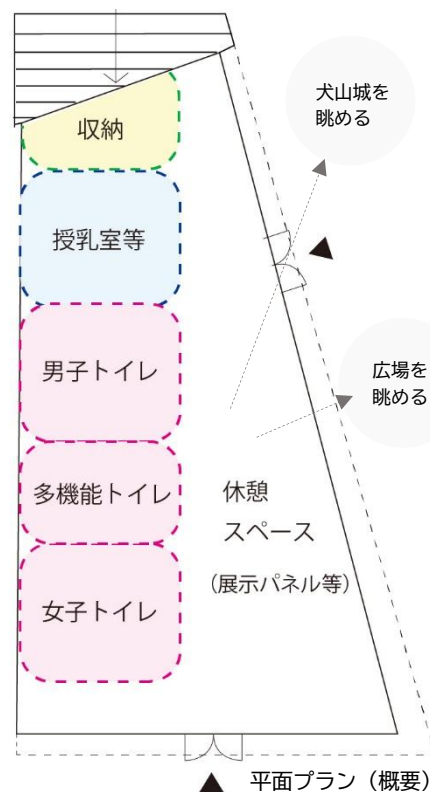 収納
犬山城を
眺める
授乳室等
男子トイレ
広場を
眺める
多機能トイレ
休憩
スペース
(展示パネル等)
女子トイレ
平面プラン（概要）